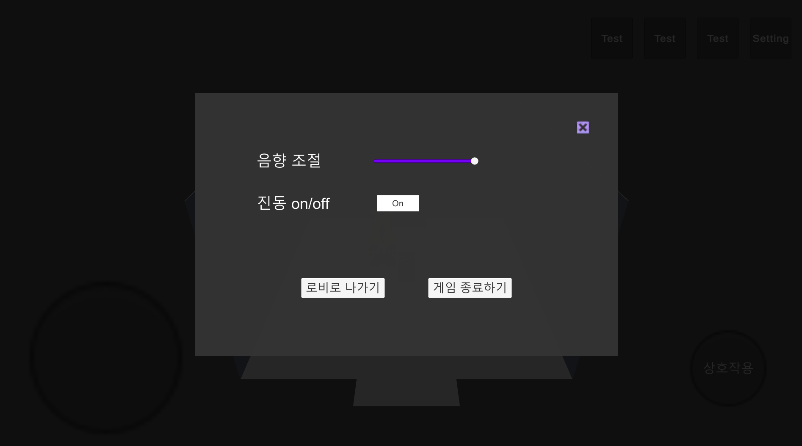 Test Test Test Setting
음향 조절
진동 on/off On
로비로 나가기 게임 종료하기
상호작용